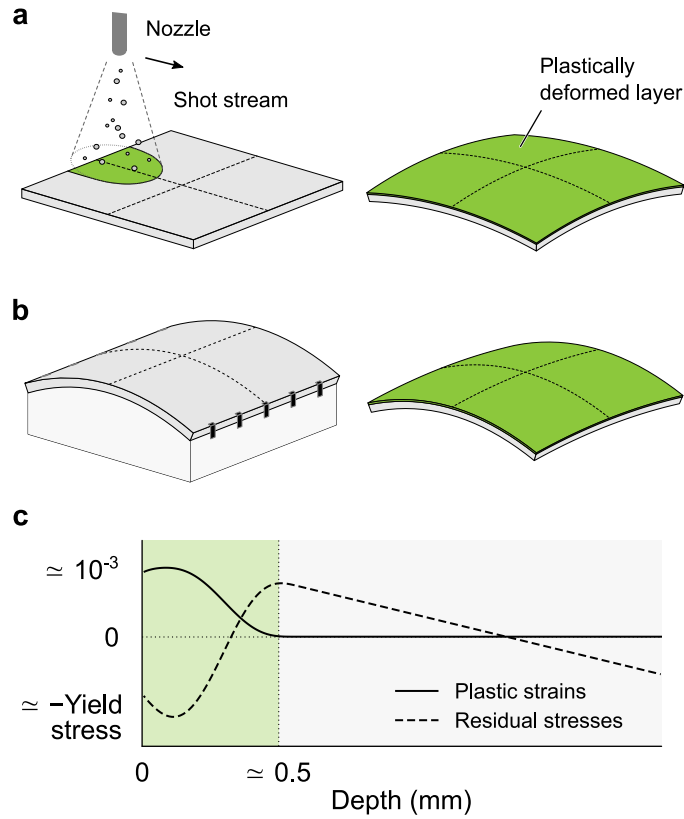 a
Nozzle
Shot stream
Plastically
deformed layer
b
c
≃ 10⁻³
0
≃ −Yield
stress
Plastic strains
Residual stresses
0
≃ 0.5
Depth (mm)